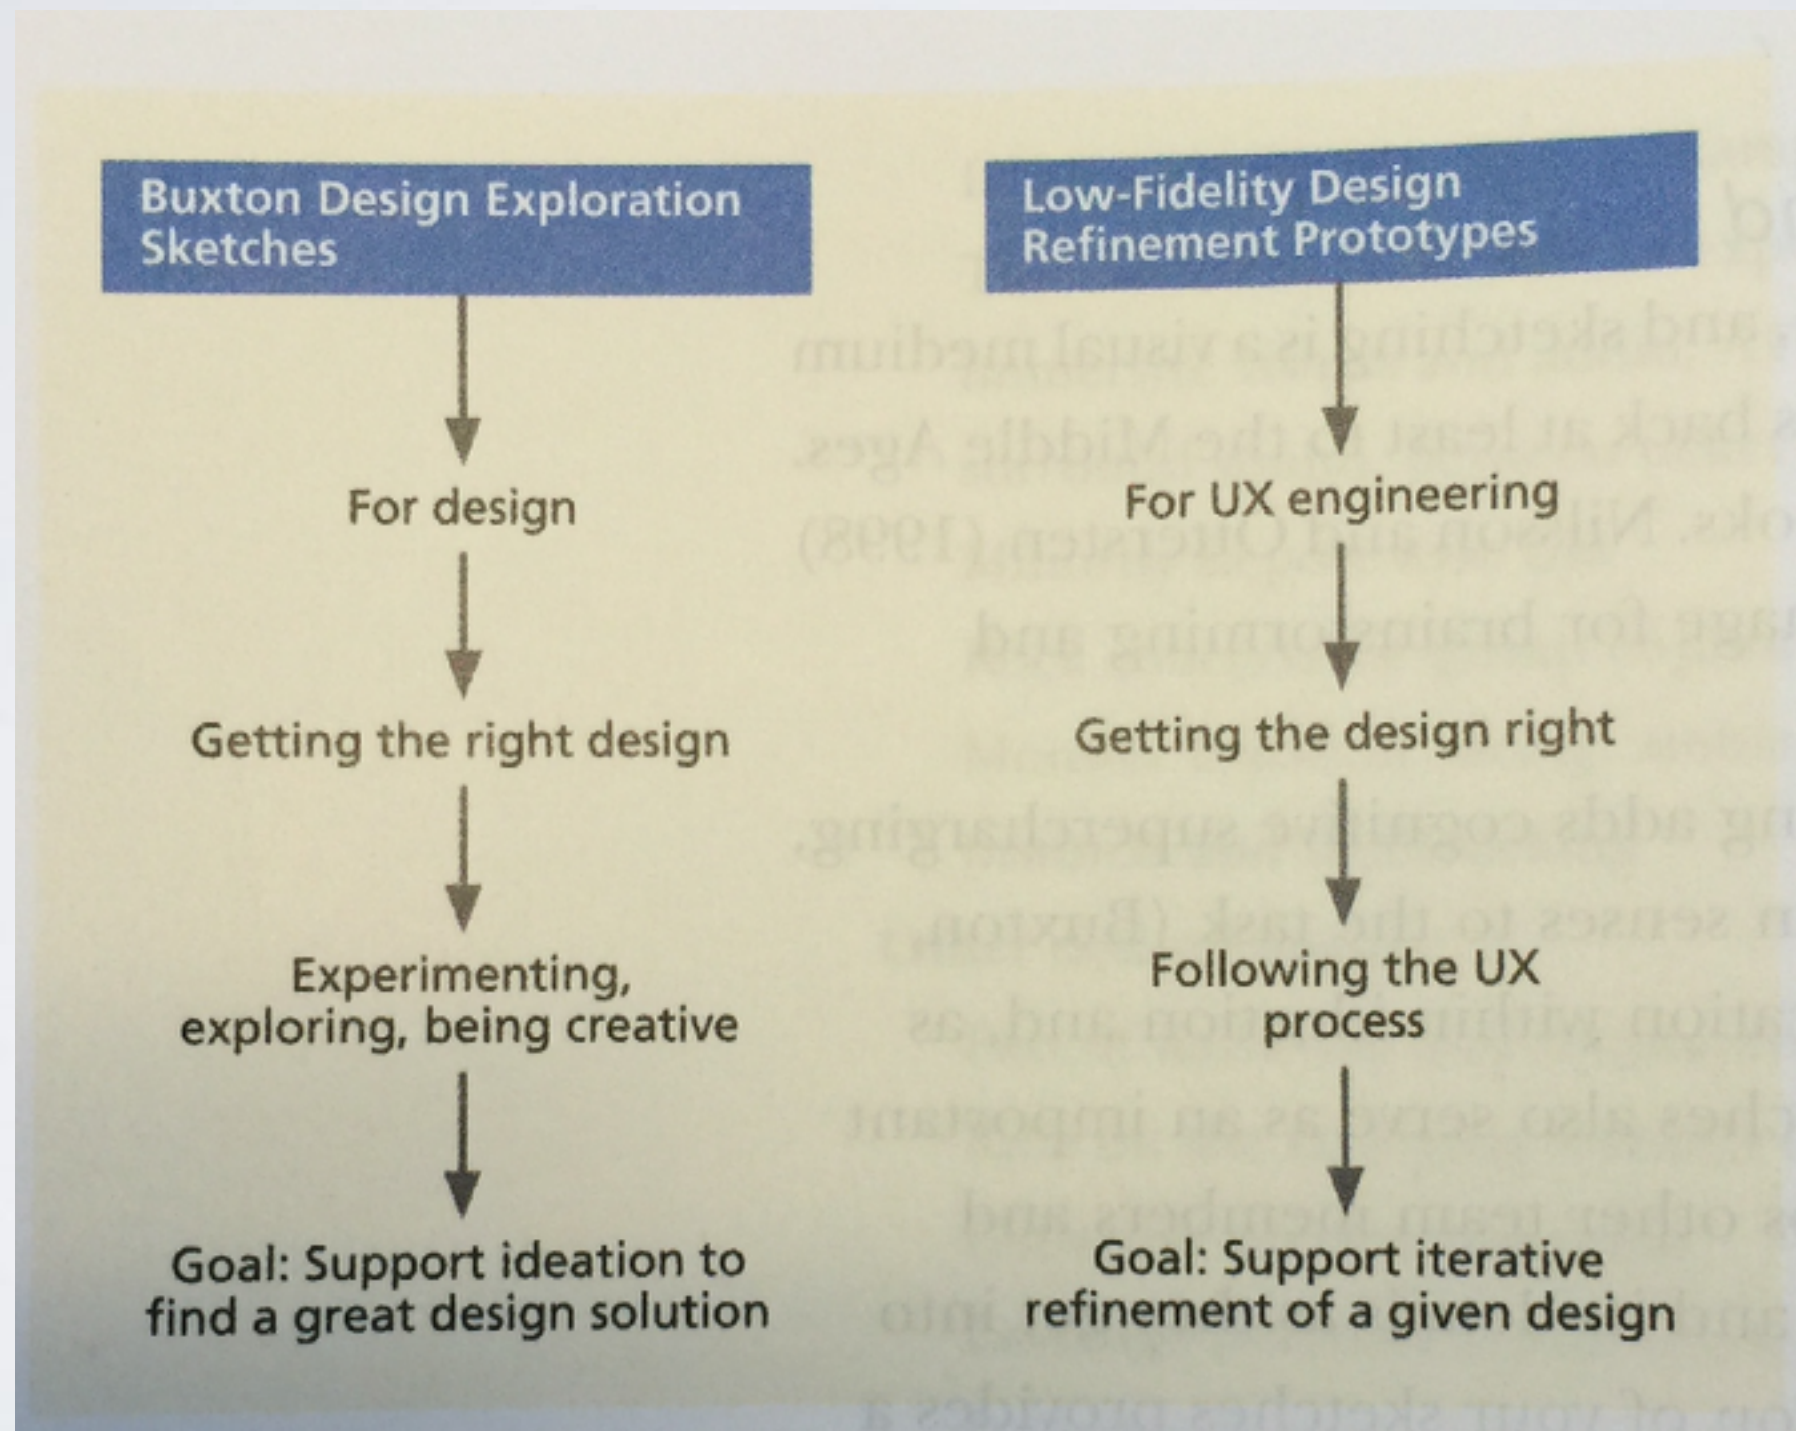 Buxton Design Exploration
Sketches
For design
Getting the right design
Experimenting,
exploring, being creative
Goal: Support ideation to
find a great design solution
Low-Fidelity Design
Refinement Prototypes
For UX engineering
Getting the design right
Following the UX
process
Goal: Support iterative
refinement of a given design